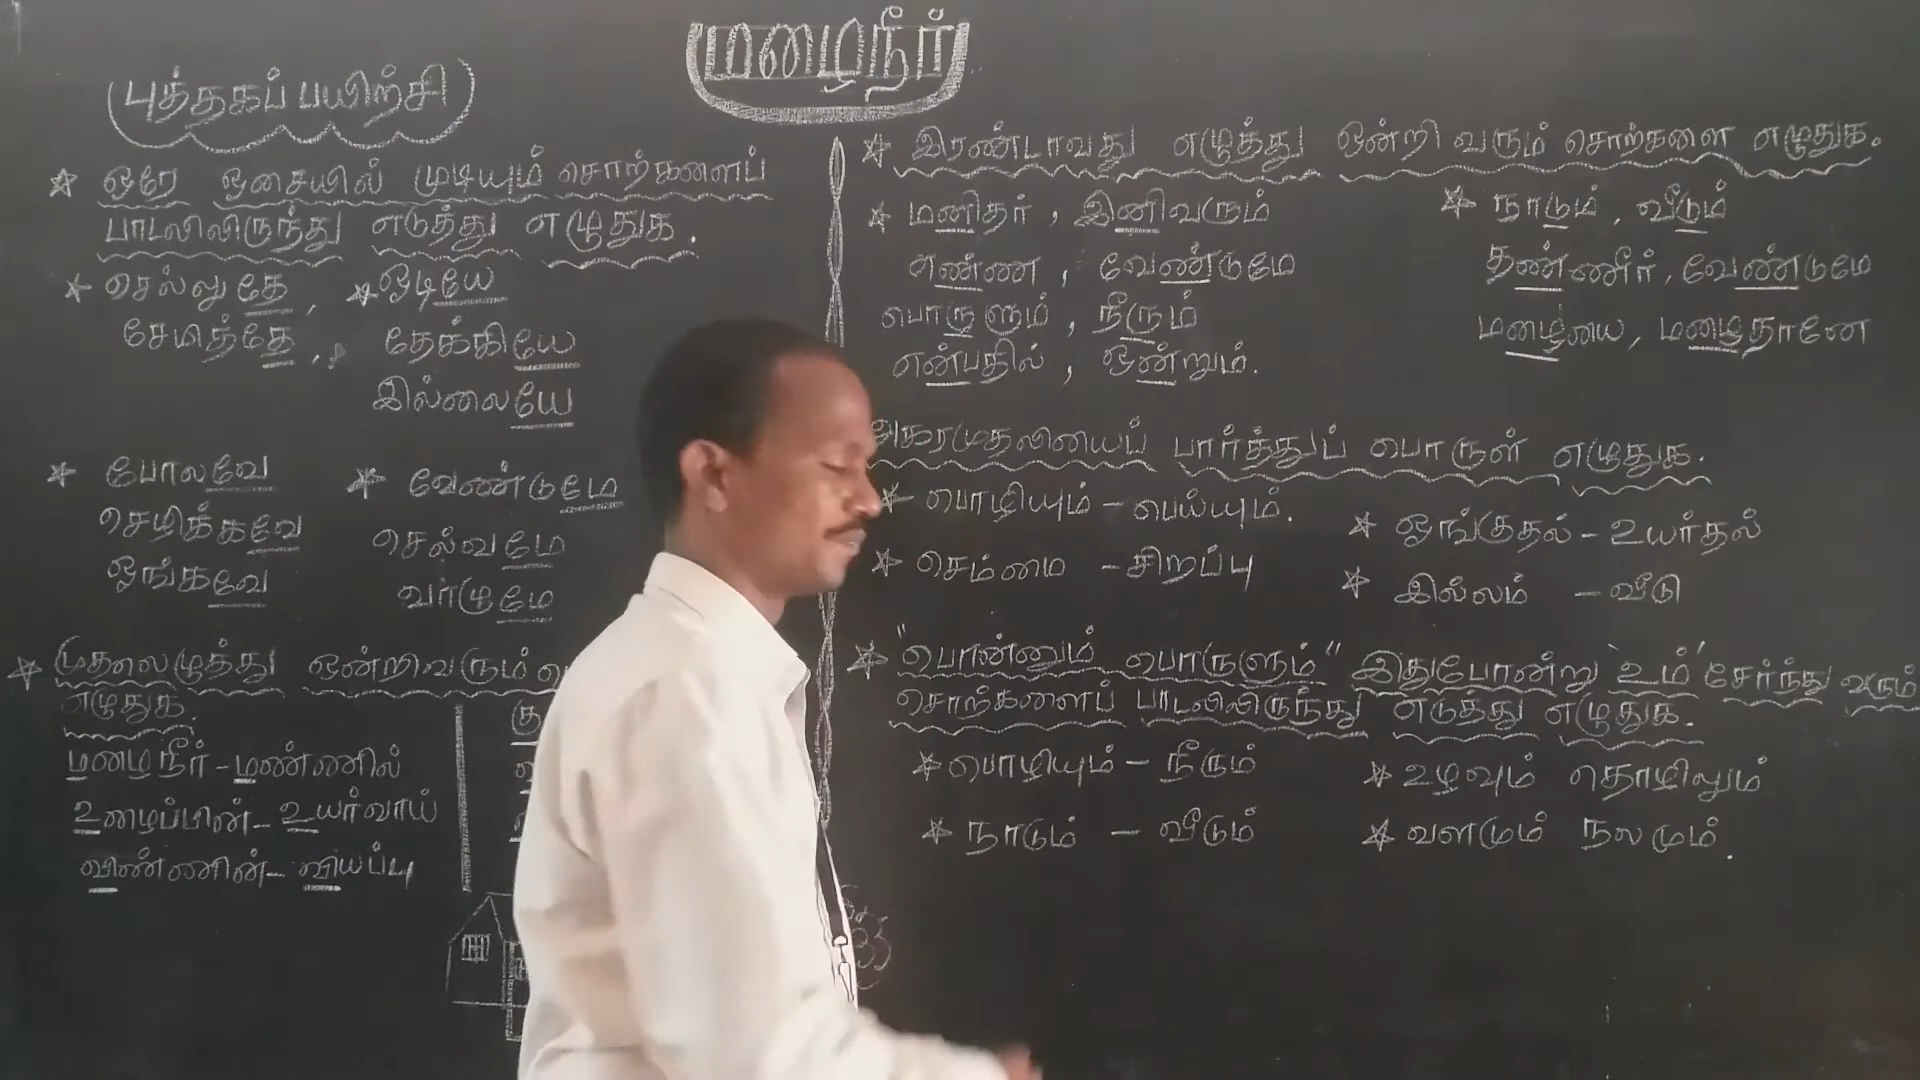 மழைநீர்
(புத்தகப் பயிற்சி)
ஒரே ஓசையில் முடியும் சொற்களைப்
பாடலிலிருந்து எடுத்து எழுதுக.
செல்லுதே, ஓடியே
சேமித்தே, தேக்கியே
இல்லையே
போலவே வேண்டுமே
செழிக்கவே செல்வமே
ஓங்கவே வாழுமே
முதலெழுத்து ஒன்றிவரும்
எழுதுக.
மழைநீர் - மண்ணில்
உழைப்பின் - உயர்வாய்
விண்ணின் - வியப்பு
இரண்டாவது எழுத்து ஒன்றி வரும் சொற்களை எழுதுக.
மனிதர், இனிவரும் நாடும், வீடும்
எண்ண, வேண்டுமே தண்ணீர், வேண்டுமே
பொருளும், நீரும் மழையை, மழைதானே
என்பதில், ஒன்றும்.
அகரமுதலியைப் பார்த்துப் பொருள் எழுதுக.
பொழியும் - பெய்யும். ஓங்குதல் - உயர்தல்
செம்மை - சிறப்பு இல்லம் - வீடு
"பொன்னும் பொருளும்" இதுபோன்று 'உம்' சேர்ந்து வரும்
சொற்களைப் பாடலிலிருந்து எடுத்து எழுதுக.
பொழியும் - நீரும் உழவும் தொழிலும்
நாடும் - வீடும் வளமும் நலமும்.